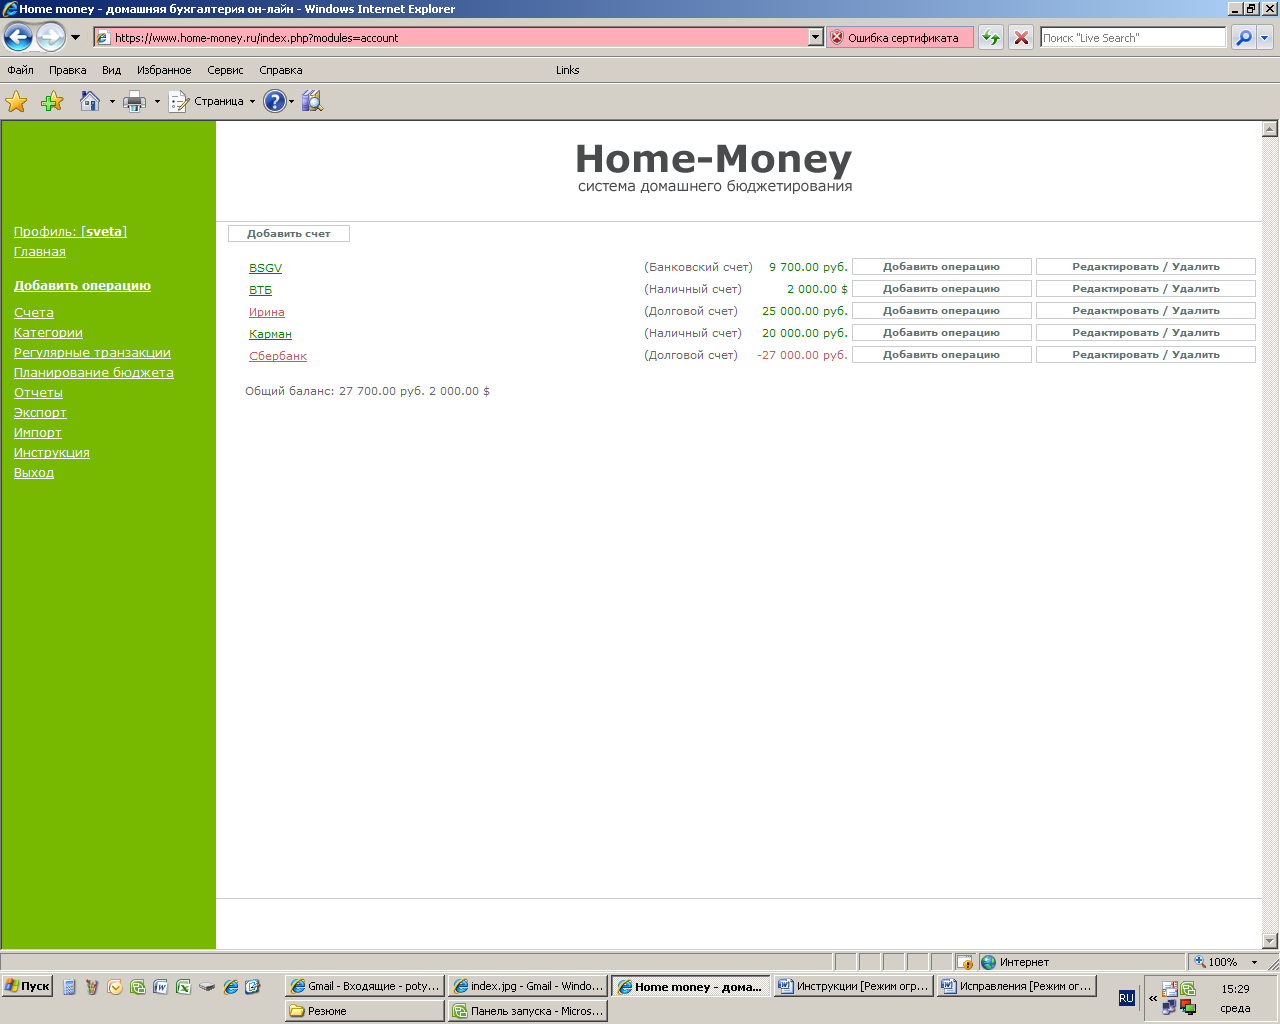 Home money - домашняя бухгалтерия он-лайн - Windows Internet Explorer
https://www.home-money.ru/index.php?modules=account
Ошибка сертификата
Поиск "Live Search"
Файл Правка Вид Избранное Сервис Справка Links
Страница
Home-Money
система домашнего бюджетирования
Профиль: [sveta]
Главная
Добавить операцию
Счета
Категории
Регулярные транзакции
Планирование бюджета
Отчеты
Экспорт
Импорт
Инструкция
Выход
Добавить счет
BSGV (Банковский счет) 9 700.00 руб. Добавить операцию Редактировать / Удалить
ВТБ (Наличный счет) 2 000.00 $ Добавить операцию Редактировать / Удалить
Ирина (Долговой счет) 25 000.00 руб. Добавить операцию Редактировать / Удалить
Карман (Наличный счет) 20 000.00 руб. Добавить операцию Редактировать / Удалить
Сбербанк (Долговой счет) -27 000.00 руб. Добавить операцию Редактировать / Удалить
Общий баланс: 27 700.00 руб. 2 000.00 $
Интернет
100%
Пуск
Gmail - Входящие - poty...
index.jpg - Gmail - Windo...
Home money - дома...
Инструкции [Режим огр...
Исправления [Режим ог...
Резюме
Панель запуска - Micros...
RU
«
15:29
среда